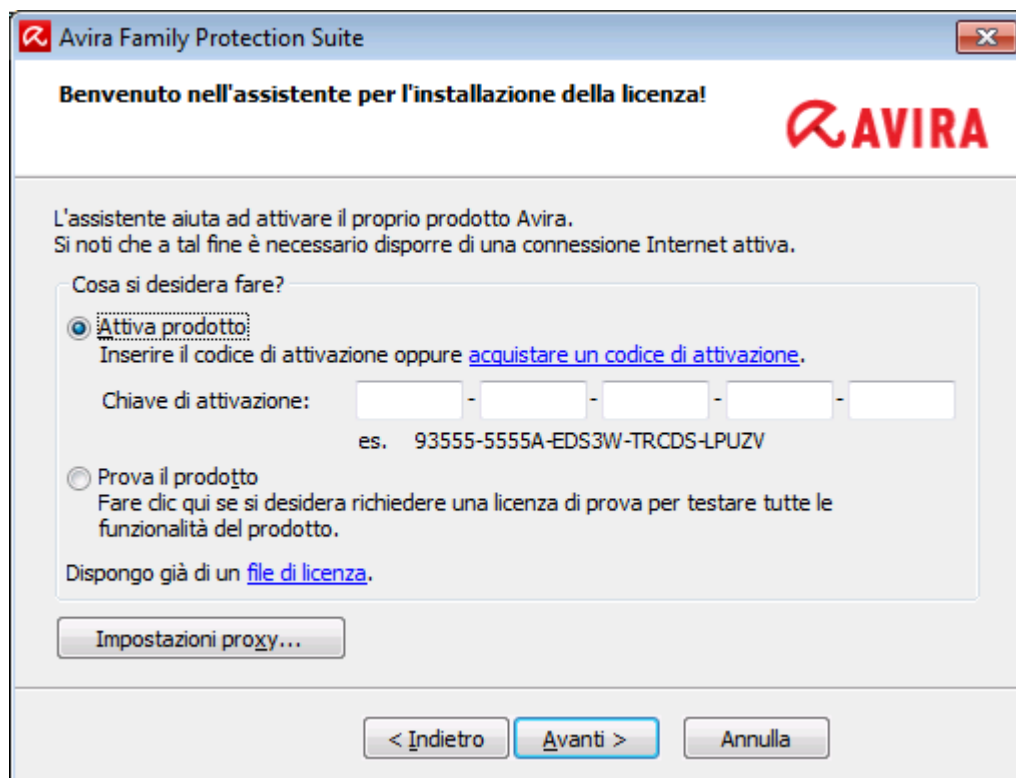 Avira Family Protection Suite
Benvenuto nell'assistente per l'installazione della licenza!
AVIRA
L'assistente aiuta ad attivare il proprio prodotto Avira.
Si noti che a tal fine è necessario disporre di una connessione Internet attiva.
Cosa si desidera fare?
Attiva prodotto
Inserire il codice di attivazione oppure acquistare un codice di attivazione.
Chiave di attivazione: - - - -
es. 93555-5555A-EDS3W-TRCDS-LPUZV
Prova il prodotto
Fare clic qui se si desidera richiedere una licenza di prova per testare tutte le
funzionalità del prodotto.
Dispongo già di un file di licenza.
Impostazioni proxy...
< Indietro Avanti > Annulla